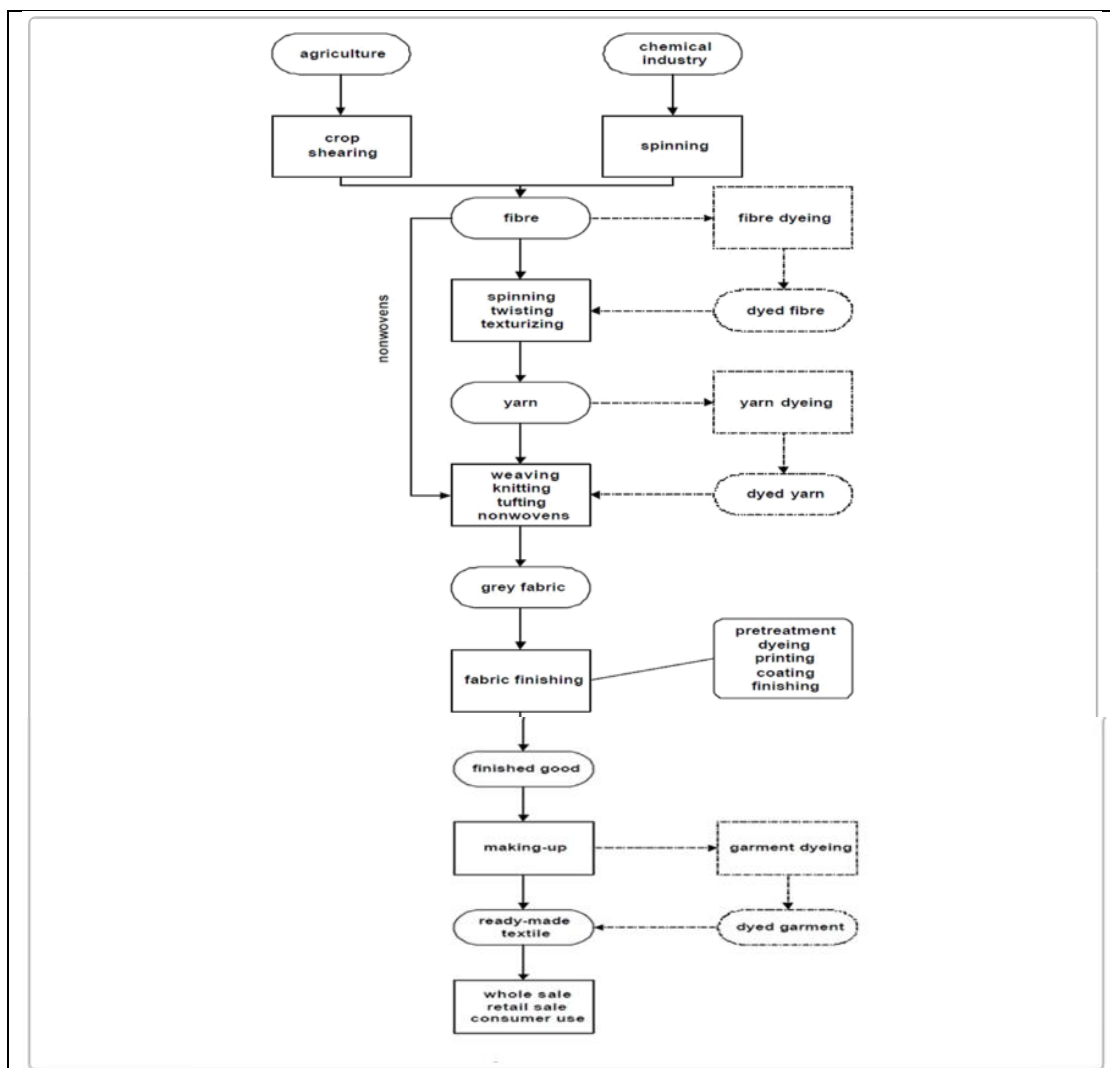 agriculture
chemical
industry
crop
shearing
spinning
fibre
fibre dyeing
nonwovens
spinning
twisting
texturizing
dyed fibre
yarn
yarn dyeing
weaving
knitting
tufting
nonwovens
dyed yarn
grey fabric
pretreatment
dyeing
printing
coating
finishing
fabric finishing
finished good
making-up
garment dyeing
ready-made
textile
dyed garment
whole sale
retail sale
consumer use